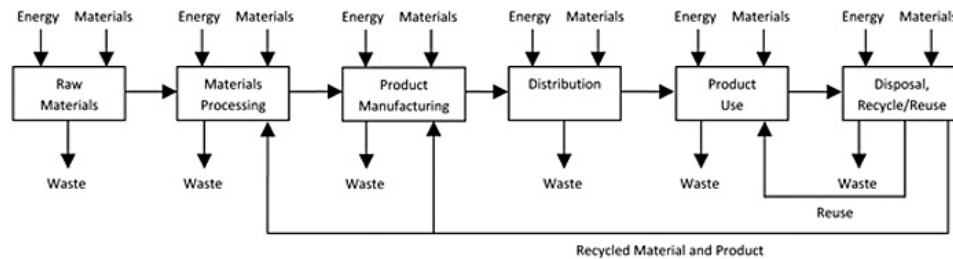 Energy Materials Energy Materials Energy Materials Energy Materials Energy Materials Energy Materials
Raw Materials Product Distribution Product Disposal,
Materials Processing Manufacturing Use Recycle/Reuse
Waste Waste Waste Waste Waste Waste
Reuse
Recycled Material and Product